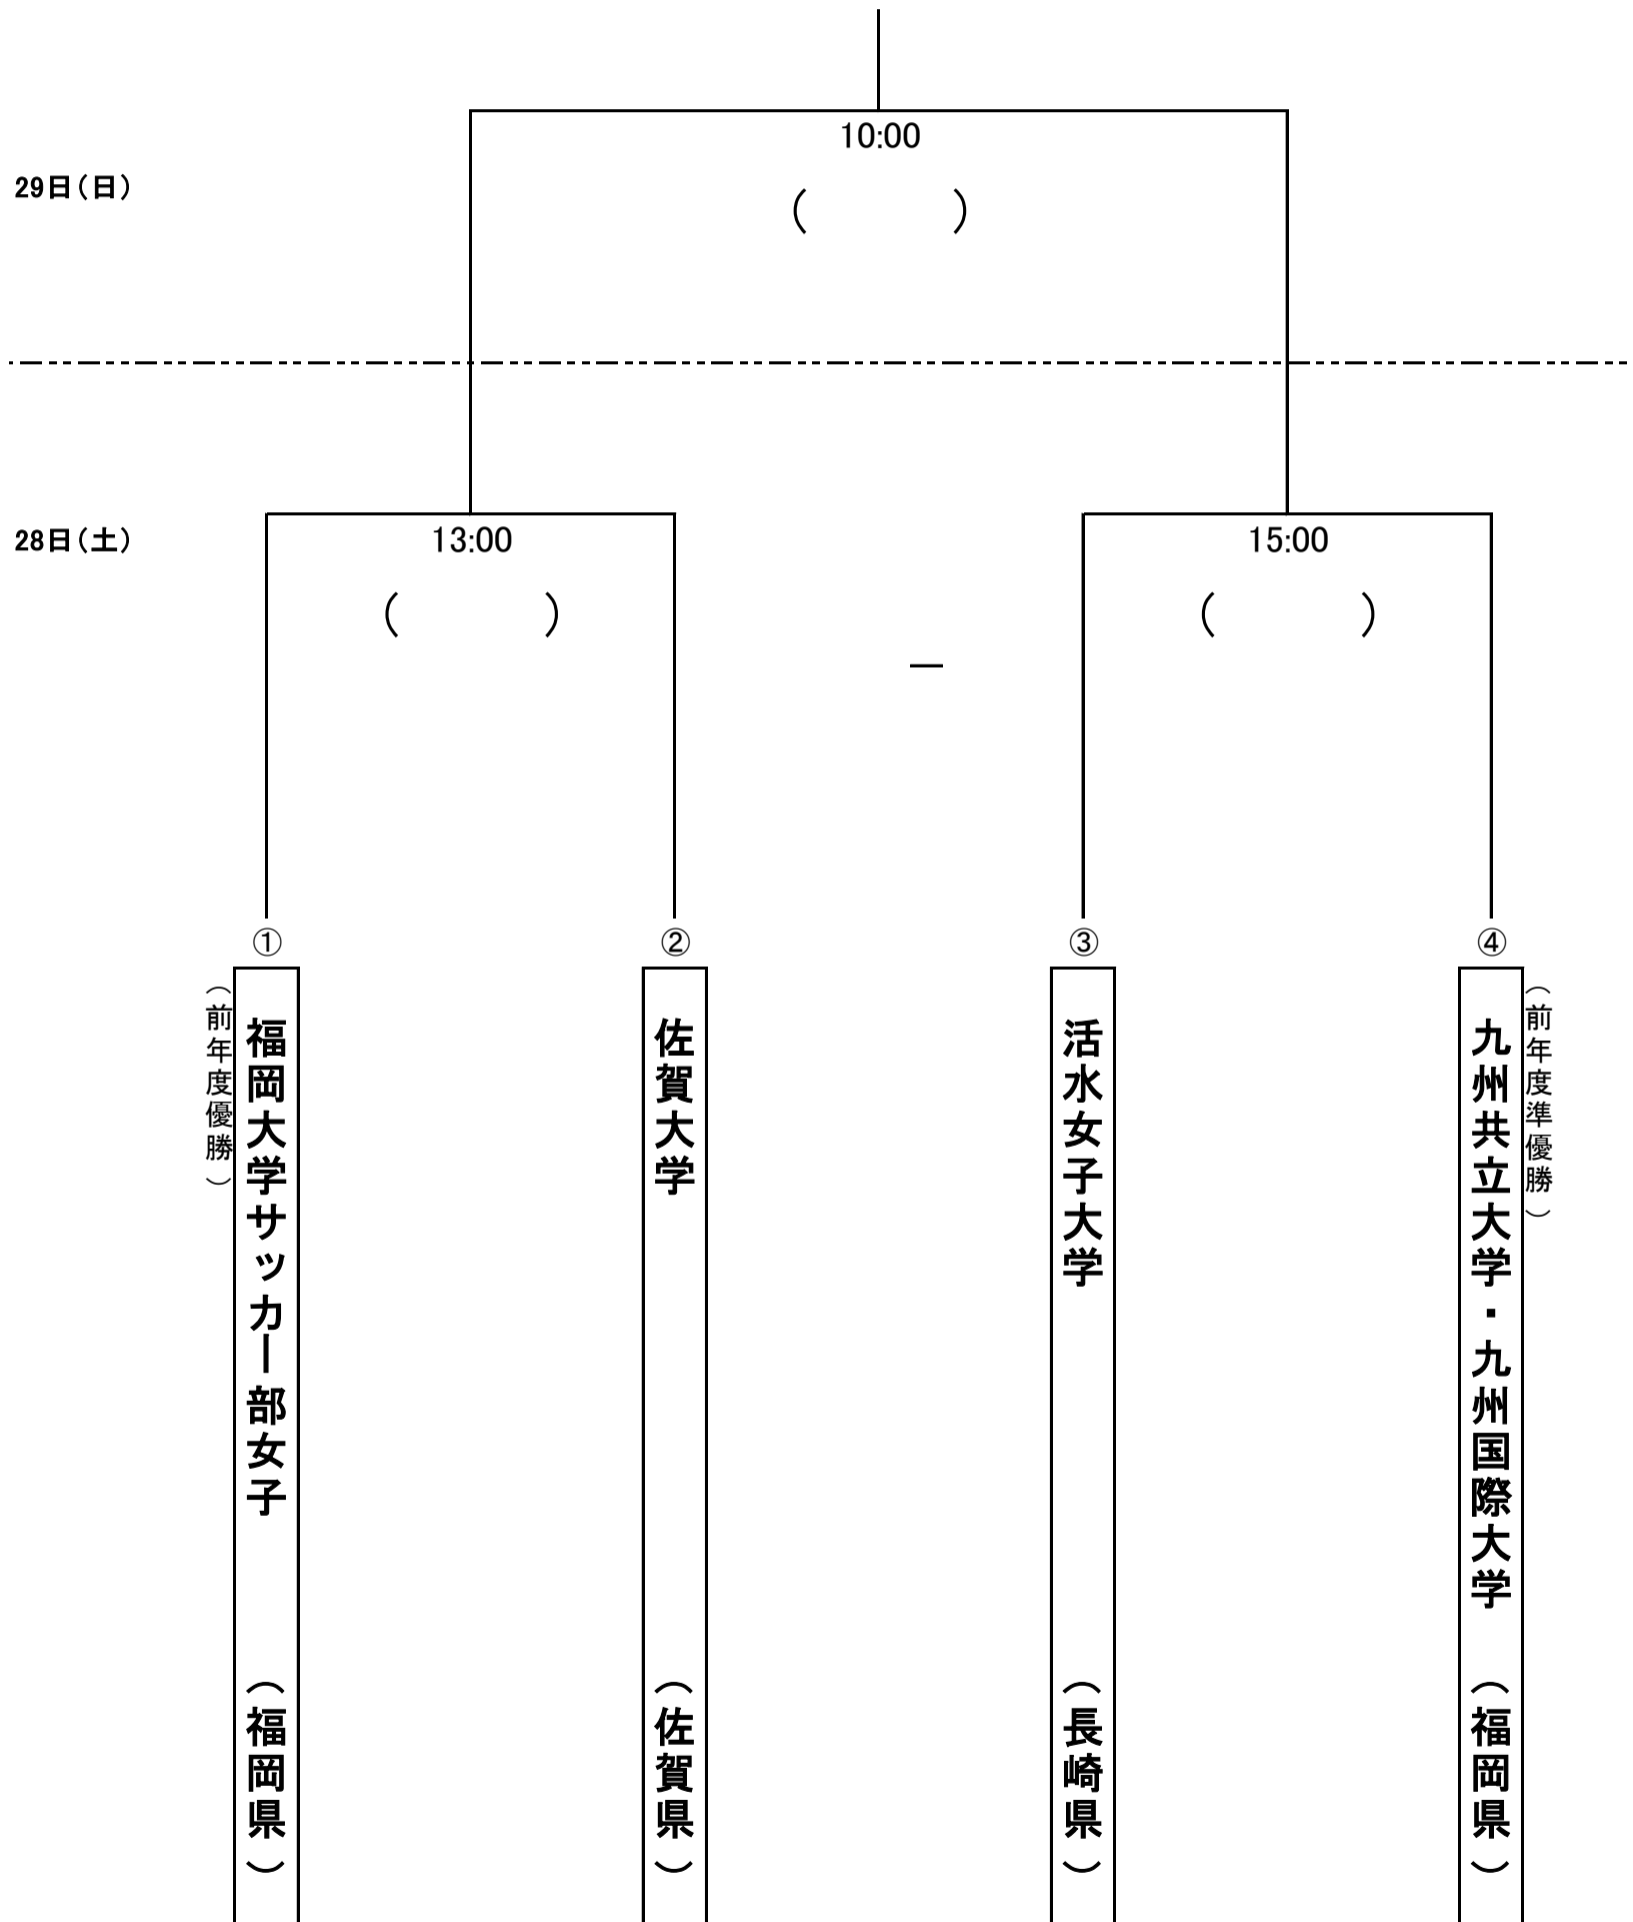 10:00
29日（日）
（　　　）
28日（土）
13:00
15:00
（　　　）
（　　　）
―
①
②
③
④
（前年度優勝）
福岡大学サッカー部女子　（福岡県）
佐賀大学　（佐賀県）
活水女子大学　（長崎県）
九州共立大学・九州国際大学　（福岡県）
（前年度準優勝）